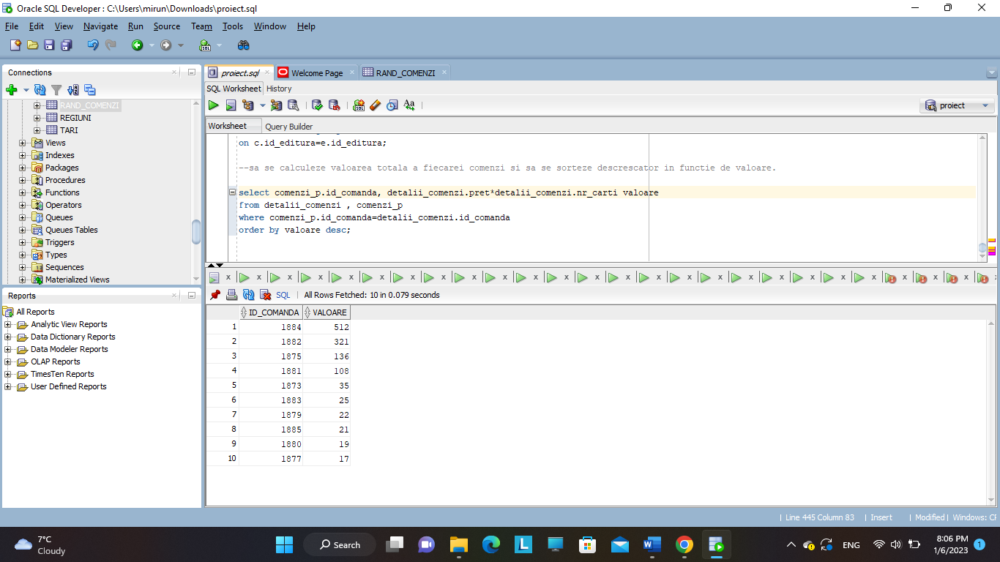 Oracle SQL Developer : C:\Users\mirun\Downloads\proiect.sql
File Edit View Navigate Run Source Team Tools Window Help
Connections
RAND_COMENZI
REGIUNI
TARI
Views
Indexes
Packages
Procedures
Functions
Operators
Queues
Queues Tables
Triggers
Types
Sequences
Materialized Views
Reports
All Reports
Analytic View Reports
Data Dictionary Reports
Data Modeler Reports
OLAP Reports
TimesTen Reports
User Defined Reports
proiect.sql Welcome Page RAND_COMENZI
SQL Worksheet History
proiect
Worksheet Query Builder
on c.id_editura=e.id_editura;
--sa se calculeze valoarea totala a fiecarei comenzi si sa se sorteze descrescator in functie de valoare.
select comenzi_p.id_comanda, detalii_comenzi.pret*detalii_comenzi.nr_carti valoare
from detalii_comenzi , comenzi_p
where comenzi_p.id_comanda=detalii_comenzi.id_comanda
order by valoare desc;
SQL All Rows Fetched: 10 in 0.079 seconds
ID_COMANDA VALOARE
1 1884 512
2 1882 321
3 1875 136
4 1881 108
5 1873 35
6 1883 25
7 1879 22
8 1885 21
9 1880 19
10 1877 17
Line 445 Column 83 Insert Modified Windows: CF
7°C
Cloudy
Search
ENG
8:06 PM
1/6/2023
1